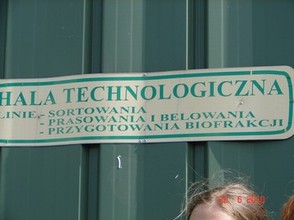 HALA TECHNOLOGICZNA
LINIE,- SORTOWANIA
- PRASOWANIA I BELOWANIA
- PRZYGOTOWANIA BIOFRAKCJI